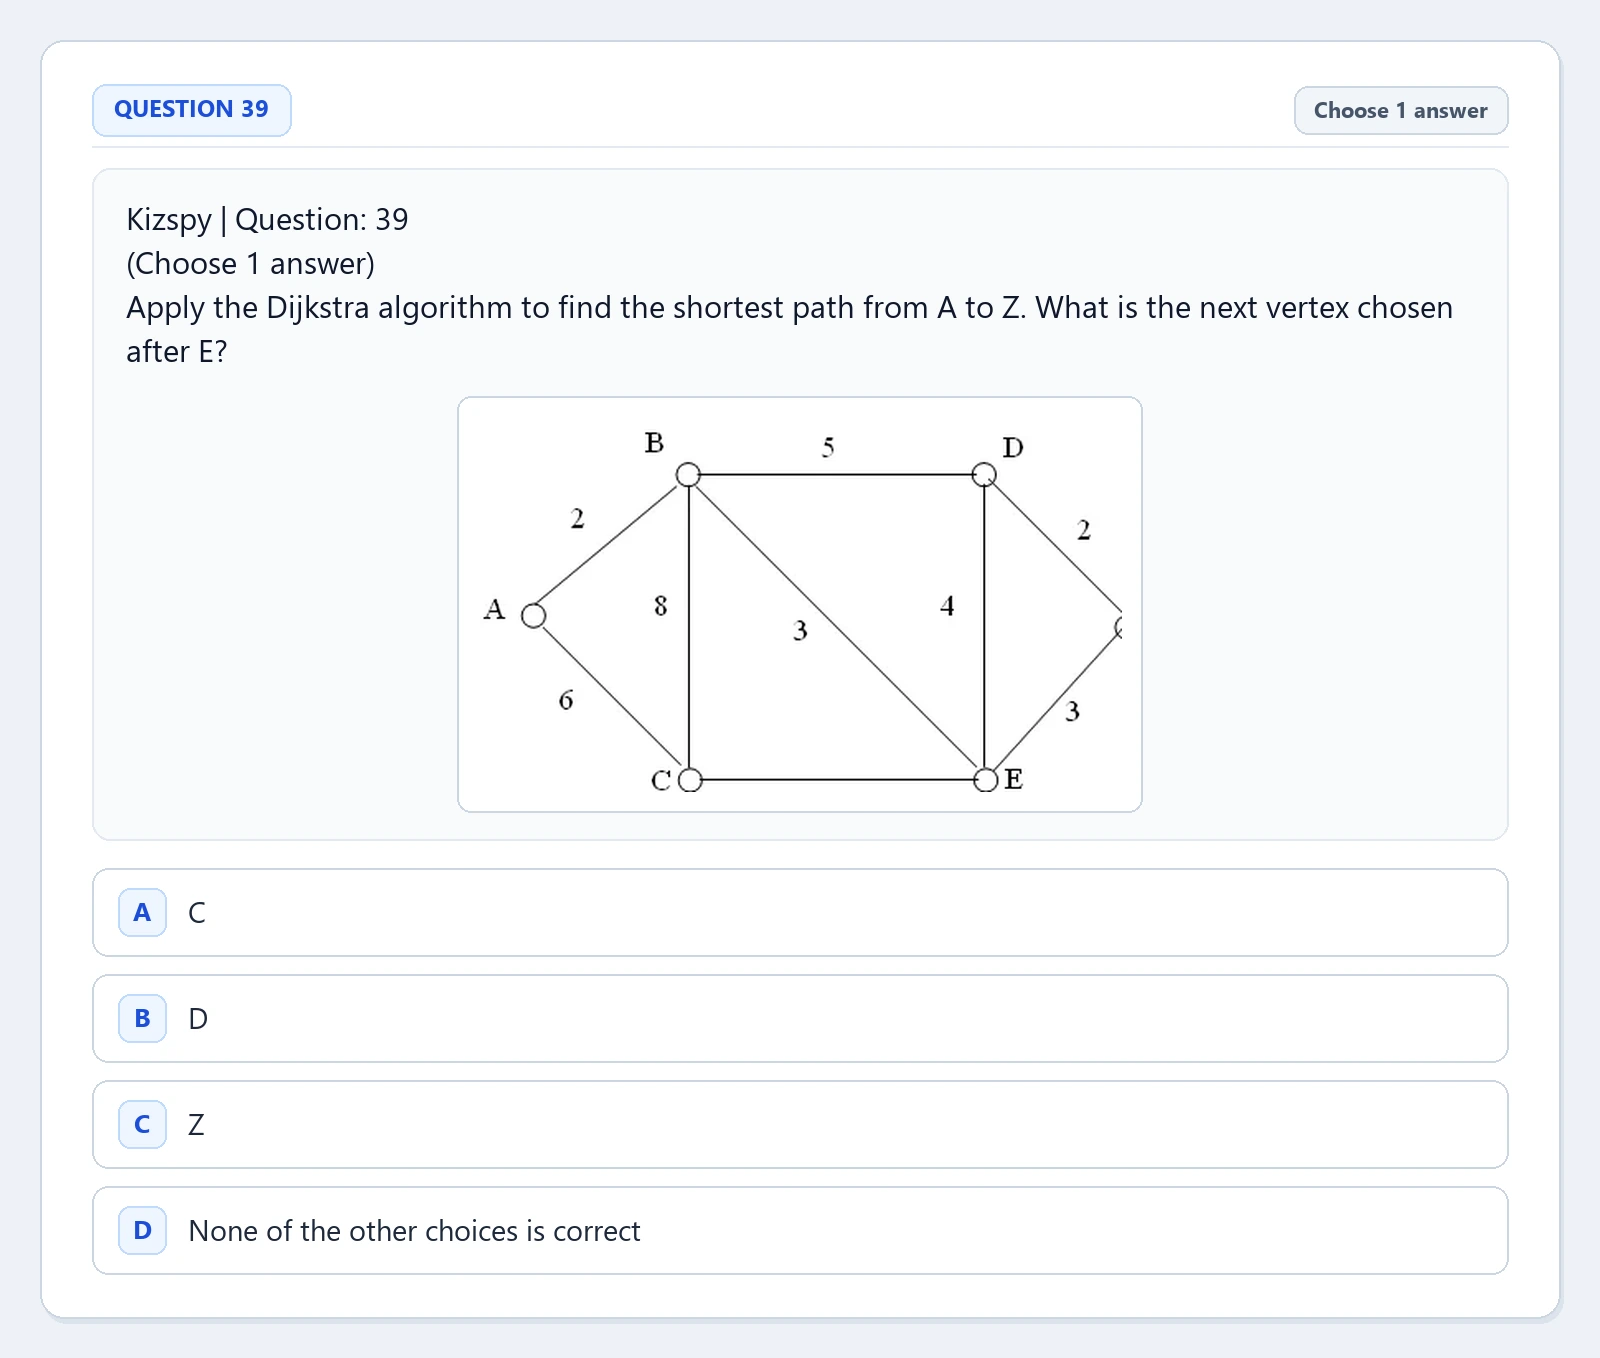 QUESTION 39
Choose 1 answer
Kizspy | Question: 39
(Choose 1 answer)
Apply the Dijkstra algorithm to find the shortest path from A to Z. What is the next vertex chosen
after E?
B
5
D
2
2
A
8
3
4
6
3
C
E
A
C
B
D
C
Z
D
None of the other choices is correct